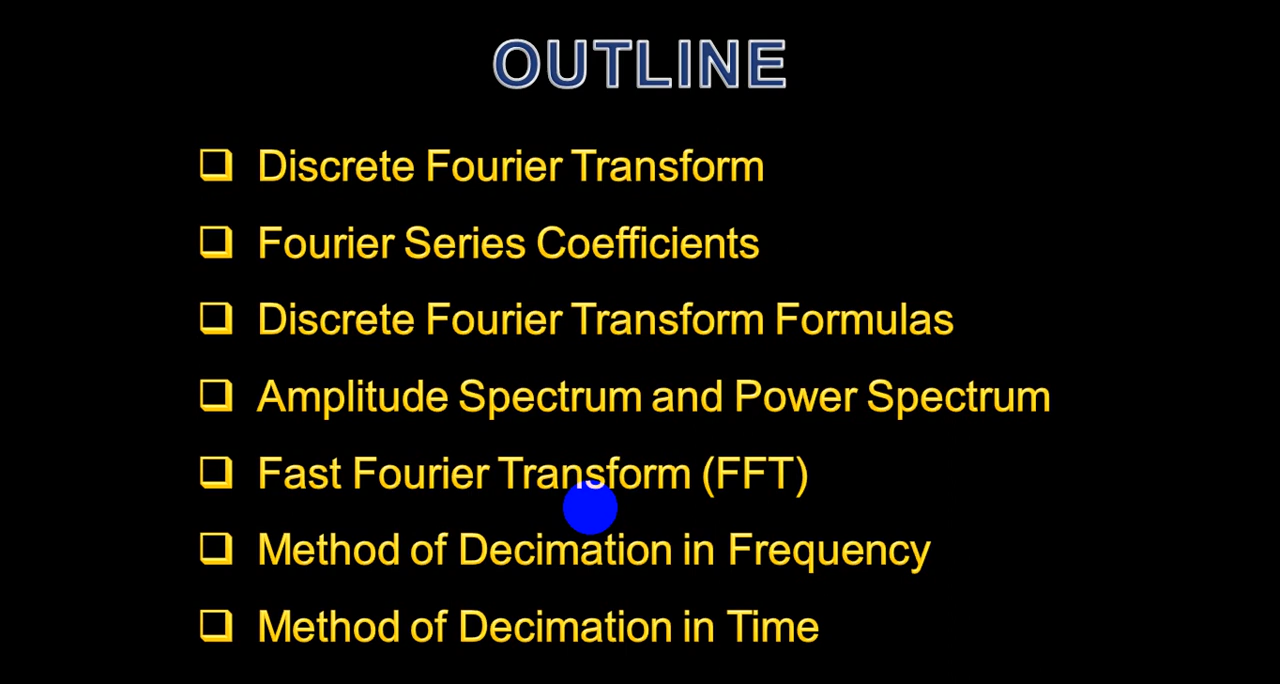 OUTLINE
Discrete Fourier Transform
Fourier Series Coefficients
Discrete Fourier Transform Formulas
Amplitude Spectrum and Power Spectrum
Fast Fourier Transform (FFT)
Method of Decimation in Frequency
Method of Decimation in Time